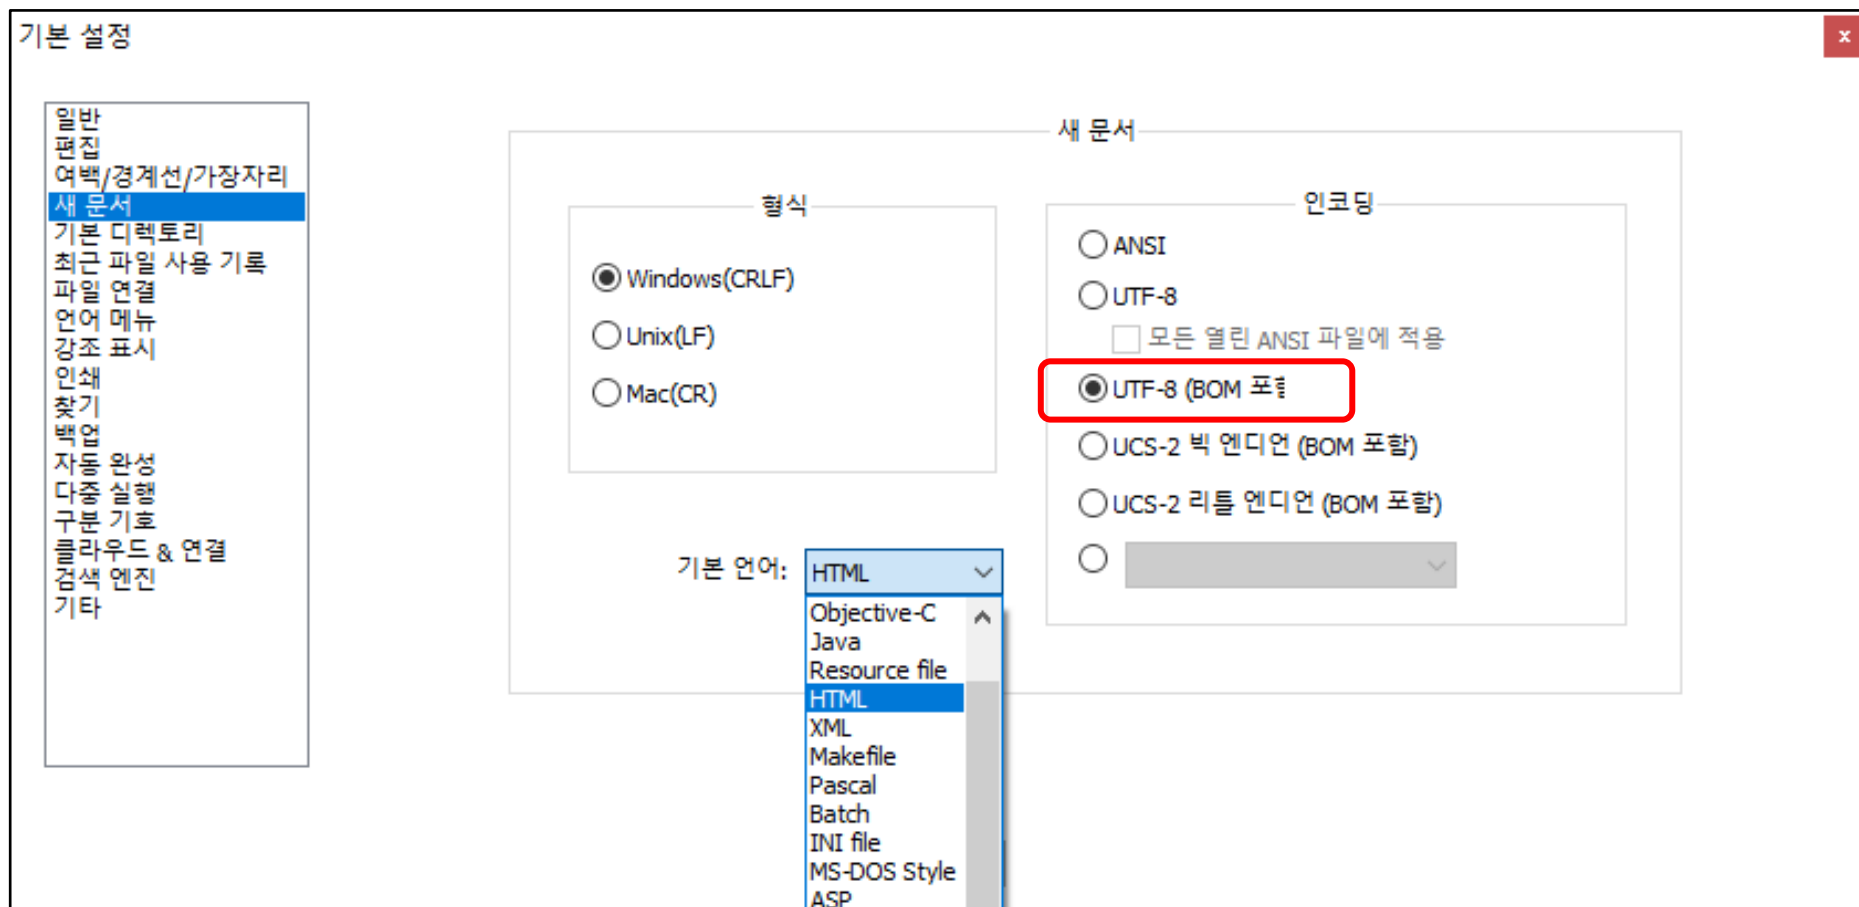 기본 설정
x
일반
편집
여백/경계선/가장자리
새 문서
기본 디렉토리
최근 파일 사용 기록
파일 연결
언어 메뉴
강조 표시
인쇄
찾기
백업
자동 완성
다중 실행
구분 기호
클라우드 & 연결
검색 엔진
기타
새 문서
형식
Windows(CRLF)
Unix(LF)
Mac(CR)
인코딩
ANSI
UTF-8
모든 열린 ANSI 파일에 적용
UTF-8 (BOM 포
UCS-2 빅 엔디언 (BOM 포함)
UCS-2 리틀 엔디언 (BOM 포함)
기본 언어: HTML
Objective-C
Java
Resource file
HTML
XML
Makefile
Pascal
Batch
INI file
MS-DOS Style
ASP